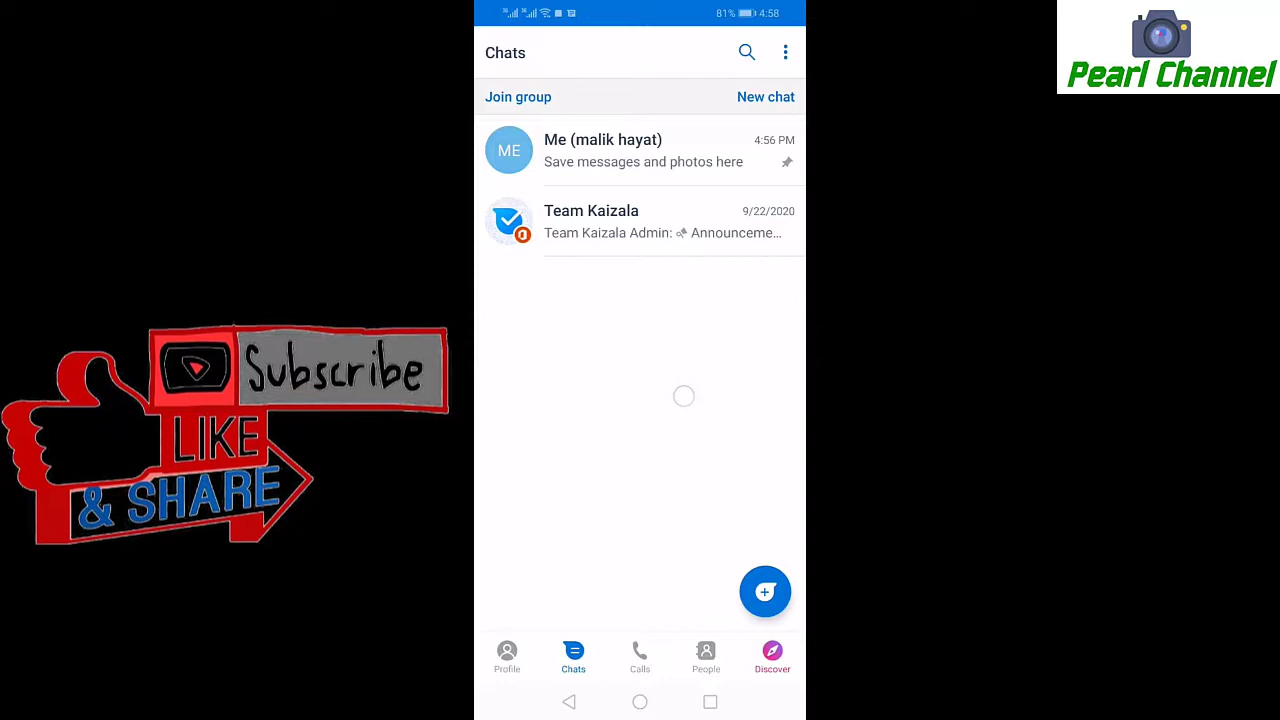 81% 4:58
Pearl Channel
Chats
Join group
New chat
ME
Me (malik hayat)
4:56 PM
Save messages and photos here
Team Kaizala
9/22/2020
Team Kaizala Admin: Announceme...
Subscribe
LIKE
& SHARE
Profile
Chats
Calls
People
Discover